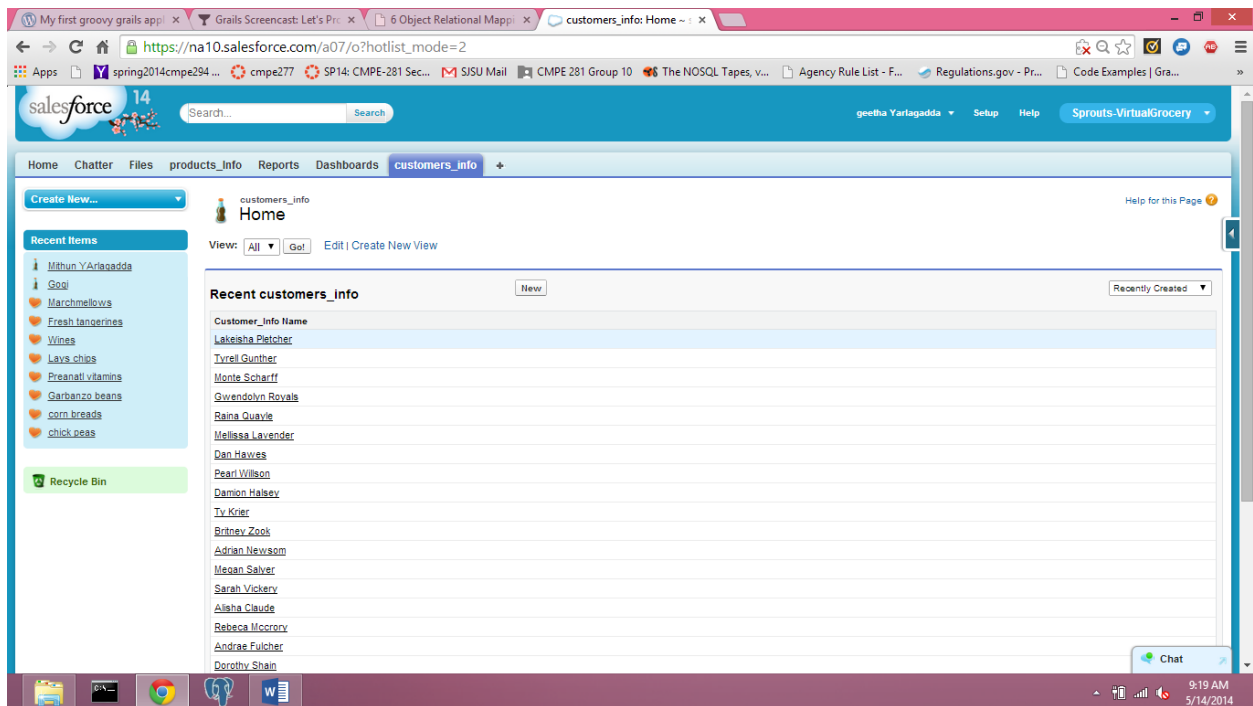 My first groovy grails appl
Grails Screencast: Let's Pro
6 Object Relational Mappi
customers_info: Home ~
https://na10.salesforce.com/a07/o?hotlist_mode=2
Apps
spring2014cmpe294 ...
cmpe277
SP14: CMPE-281 Sec...
SJSU Mail
CMPE 281 Group 10
The NOSQL Tapes, v...
Agency Rule List - F...
Regulations.gov - Pr...
Code Examples | Gra...
»
salesforce
14
Search...
Search
geetha Yarlagadda
Setup
Help
Sprouts-VirtualGrocery
Home
Chatter
Files
products_Info
Reports
Dashboards
customers_info
+
Create New...
customers_info
Home
Help for this Page
Recent Items
View:
All
Go!
Edit | Create New View
Mithun YArlagadda
Gogi
Marchmellows
Fresh tangerines
Wines
Lays chips
Preanatl vitamins
Garbanzo beans
corn breads
chick peas
Recycle Bin
Recent customers_info
New
Recently Created
Customer_Info Name
Lakeisha Pletcher
Tyrell Gunther
Monte Scharff
Gwendolyn Royals
Raina Quayle
Mellissa Lavender
Dan Hawes
Pearl Willson
Damion Halsey
Ty Krier
Britney Zook
Adrian Newsom
Megan Salyer
Sarah Vickery
Alisha Claude
Rebeca Mccrory
Andrae Fulcher
Dorothy Shain
Chat
9:19 AM
5/14/2014